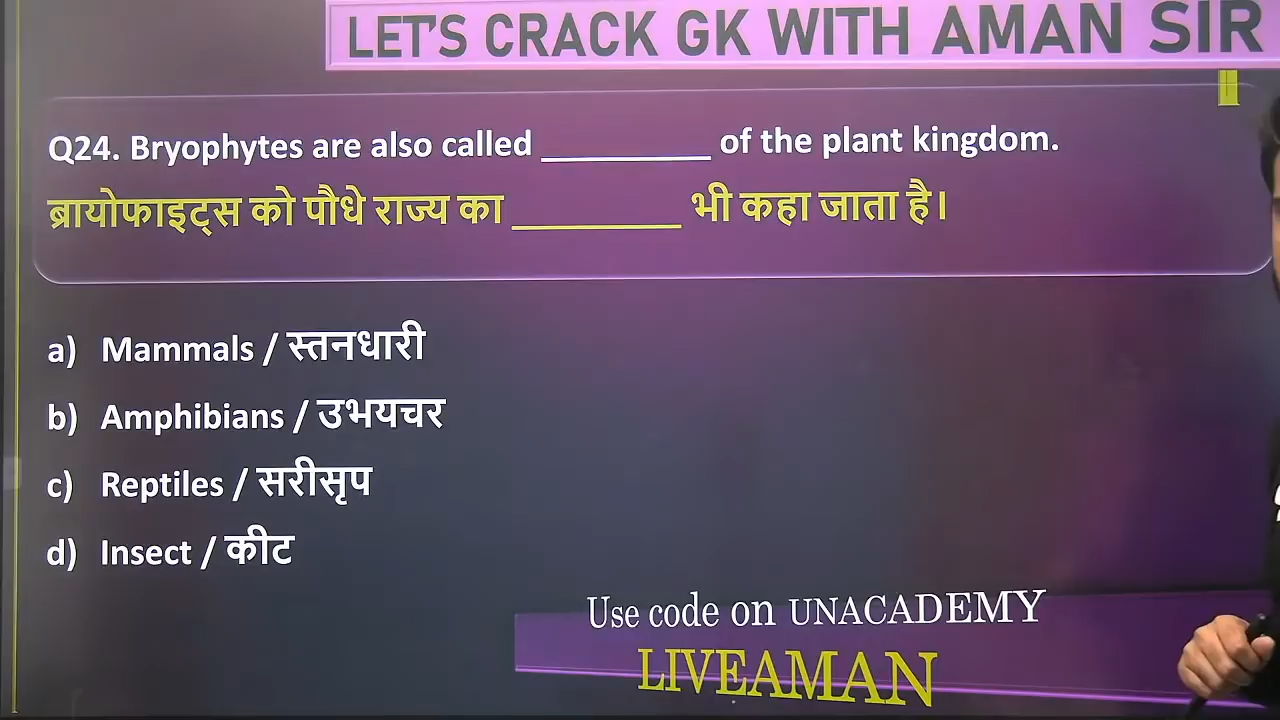 LET'S CRACK GK WITH AMAN SIR
Q24. Bryophytes are also called __________ of the plant kingdom.
ब्रायोफाइट्स को पौधे राज्य का __________ भी कहा जाता है।
a) Mammals / स्तनधारी
b) Amphibians / उभयचर
c) Reptiles / सरीसृप
d) Insect / कीट
Use code on UNACADEMY
LIVEAMAN